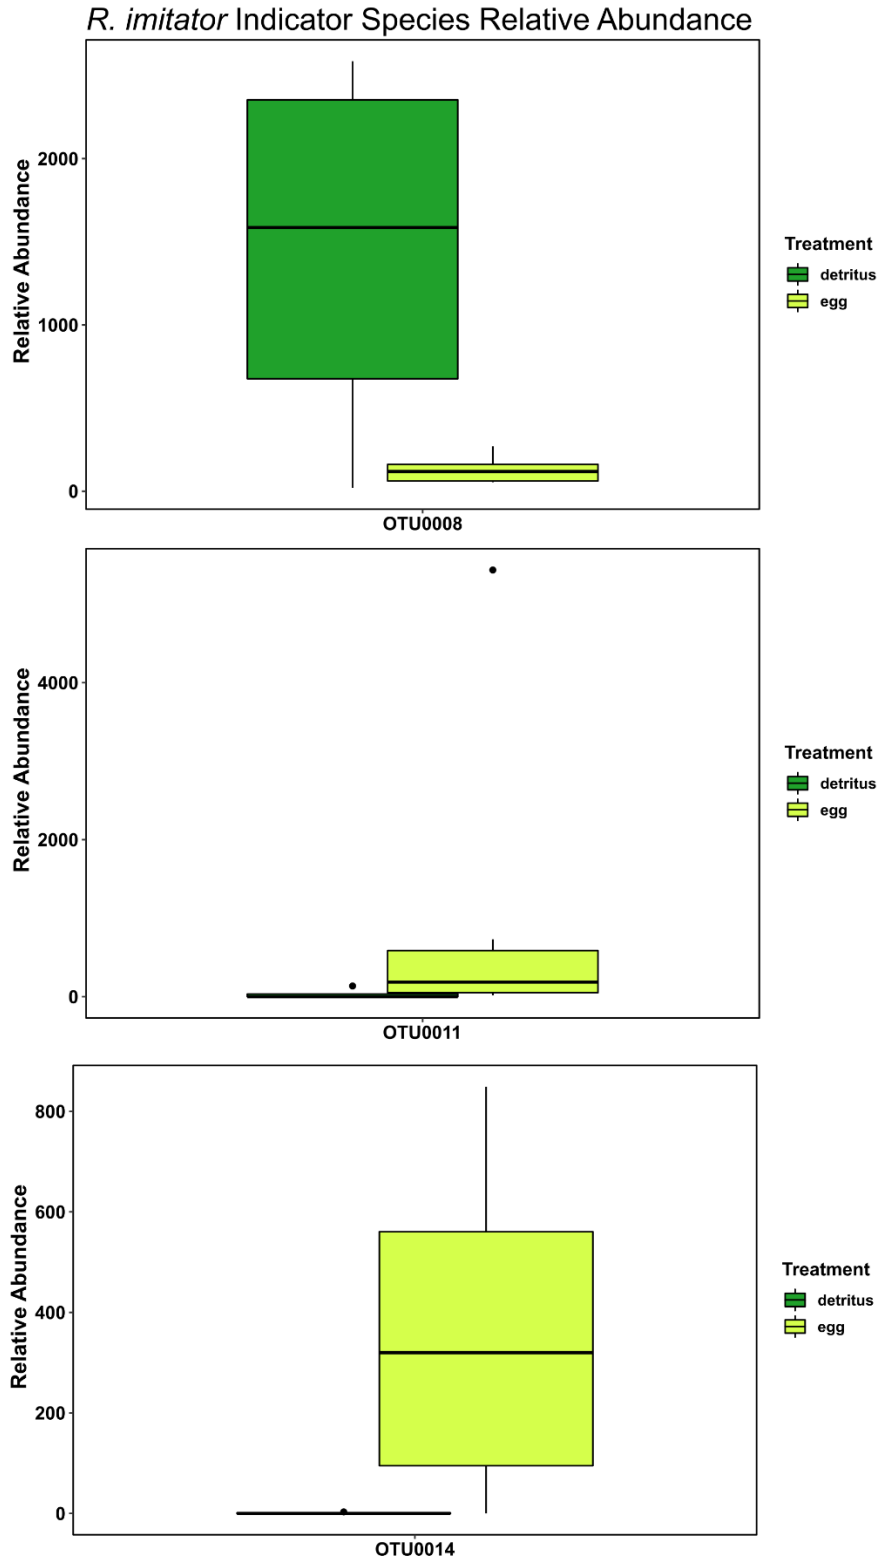 R. imitator Indicator Species Relative Abundance
Relative Abundance
2000
1000
0
OTU0008
Treatment
detritus
egg
Relative Abundance
4000
2000
0
OTU0011
Treatment
detritus
egg
Relative Abundance
800
600
400
200
0
OTU0014
Treatment
detritus
egg